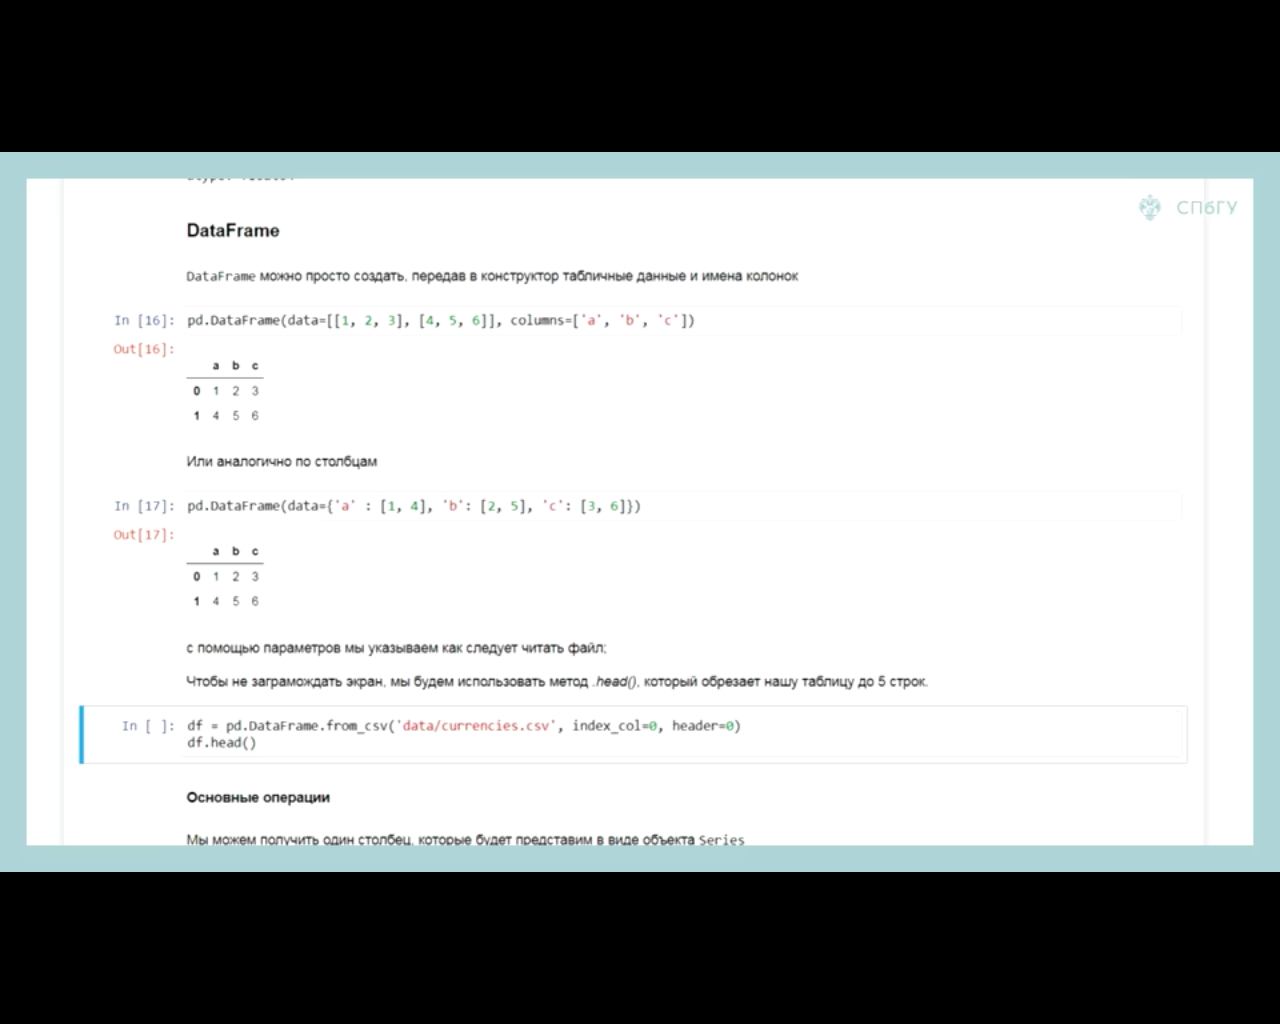 СПбГУ
DataFrame
DataFrame можно просто создать, передав в конструктор табличные данные и имена колонок
In [16]: pd.DataFrame(data=[[1, 2, 3], [4, 5, 6]], columns=['a', 'b', 'c'])
Out[16]:
a b c
0 1 2 3
1 4 5 6
Или аналогично по столбцам
In [17]: pd.DataFrame(data={'a' : [1, 4], 'b': [2, 5], 'c': [3, 6]})
Out[17]:
a b c
0 1 2 3
1 4 5 6
с помощью параметров мы указываем как следует читать файл;
Чтобы не заграмождать экран, мы будем использовать метод .head(), который обрезает нашу таблицу до 5 строк.
In [ ]: df = pd.DataFrame.from_csv('data/currencies.csv', index_col=0, header=0)
df.head()
Основные операции
Мы можем получить один столбец, которые будет представим в виде объекта Series